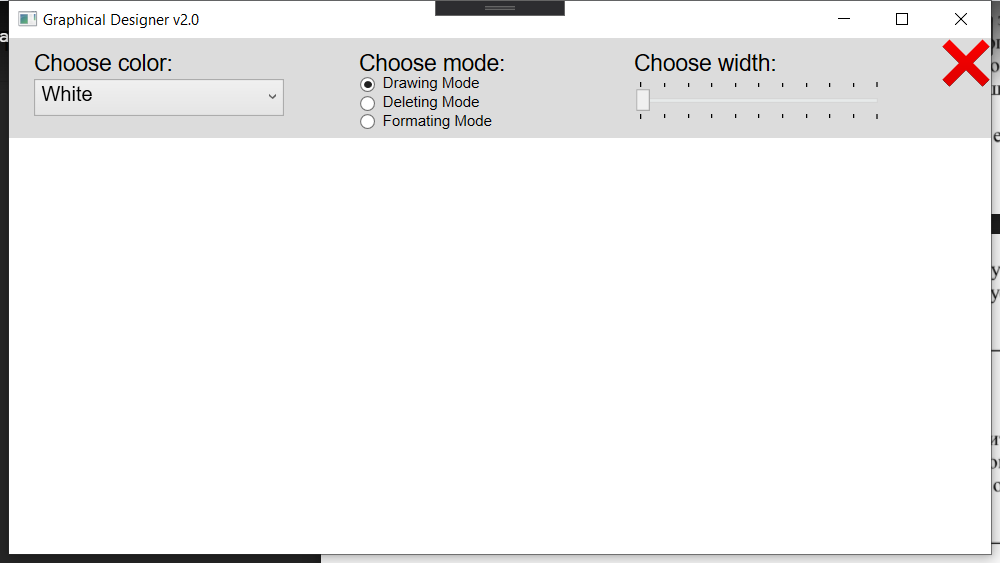 Graphical Designer v2.0
Choose color:
White
Choose mode:
Drawing Mode
Deleting Mode
Formating Mode
Choose width: